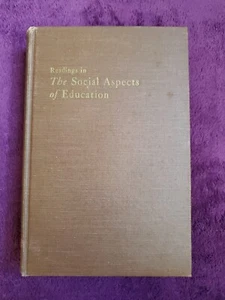 Readings in
The Social Aspects
of Education